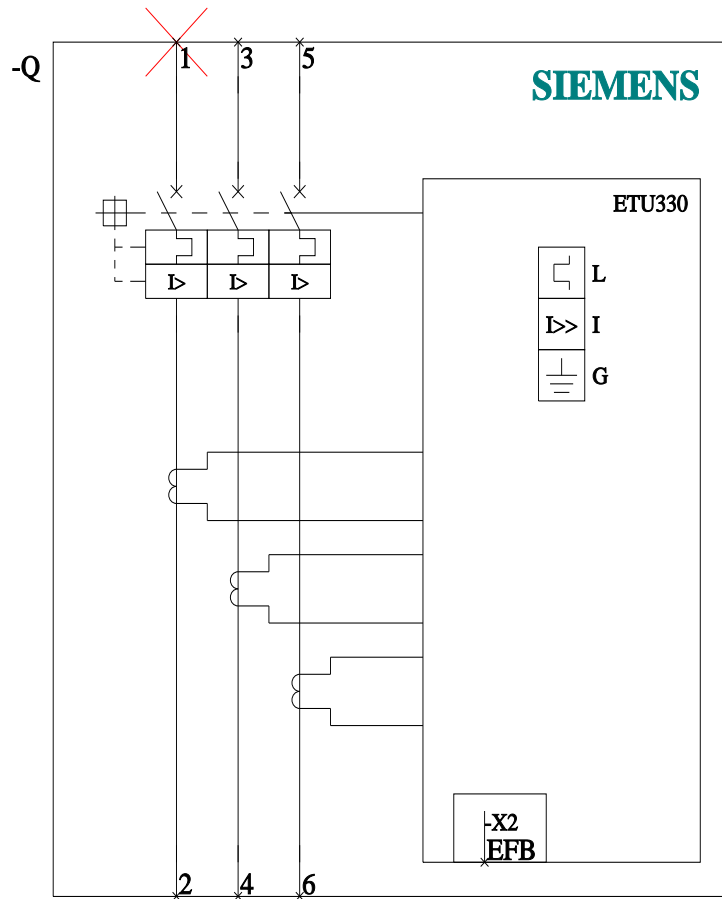 1 3 5
-Q
SIEMENS
ETU330
L
I> I> I>
I>> I
G
-X2
EFB
2 4 6